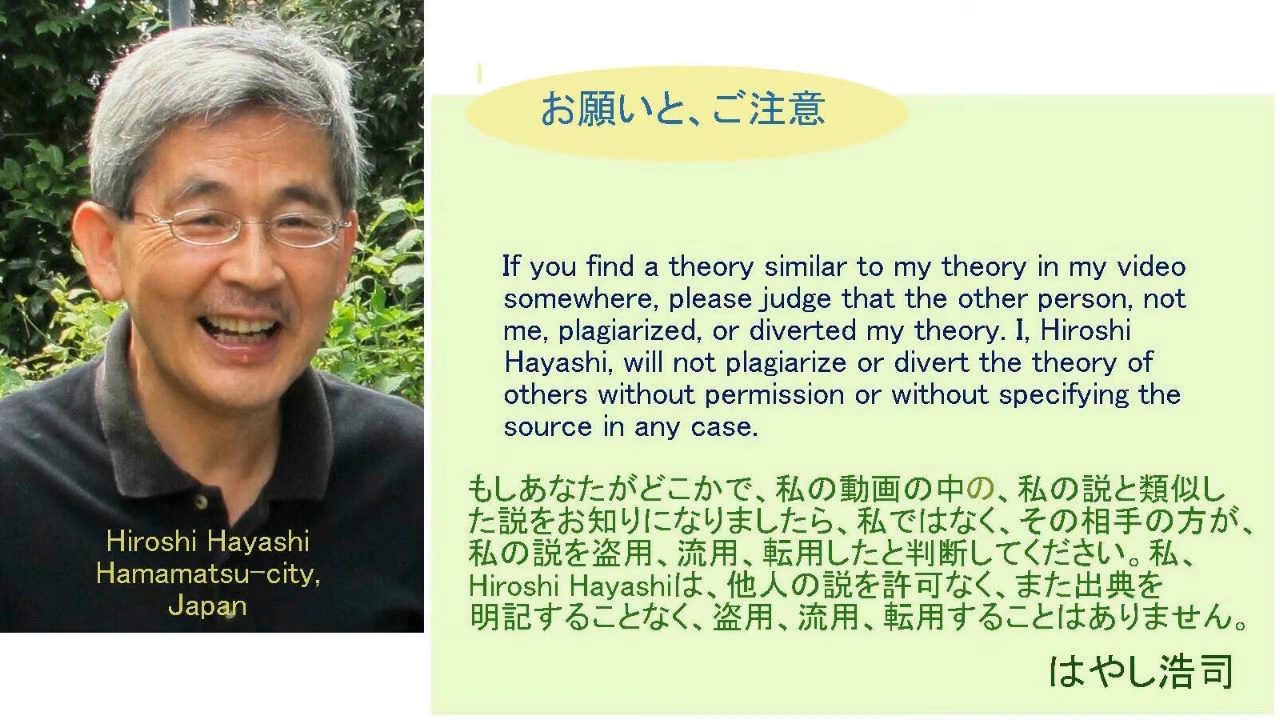 お願いと、ご注意
If you find a theory similar to my theory in my video
somewhere, please judge that the other person, not
me, plagiarized, or diverted my theory. I, Hiroshi
Hayashi, will not plagiarize or divert the theory of
others without permission or without specifying the
source in any case.
もしあなたがどこかで、私の動画の中の、私の説と類似し
た説をお知りになりましたら、私ではなく、その相手の方が、
私の説を盗用、流用、転用したと判断してください。私、
Hiroshi Hayashiは、他人の説を許可なく、また出典を
明記することなく、盗用、流用、転用することはありません。
はやし浩司
Hiroshi Hayashi
Hamamatsu-city,
Japan